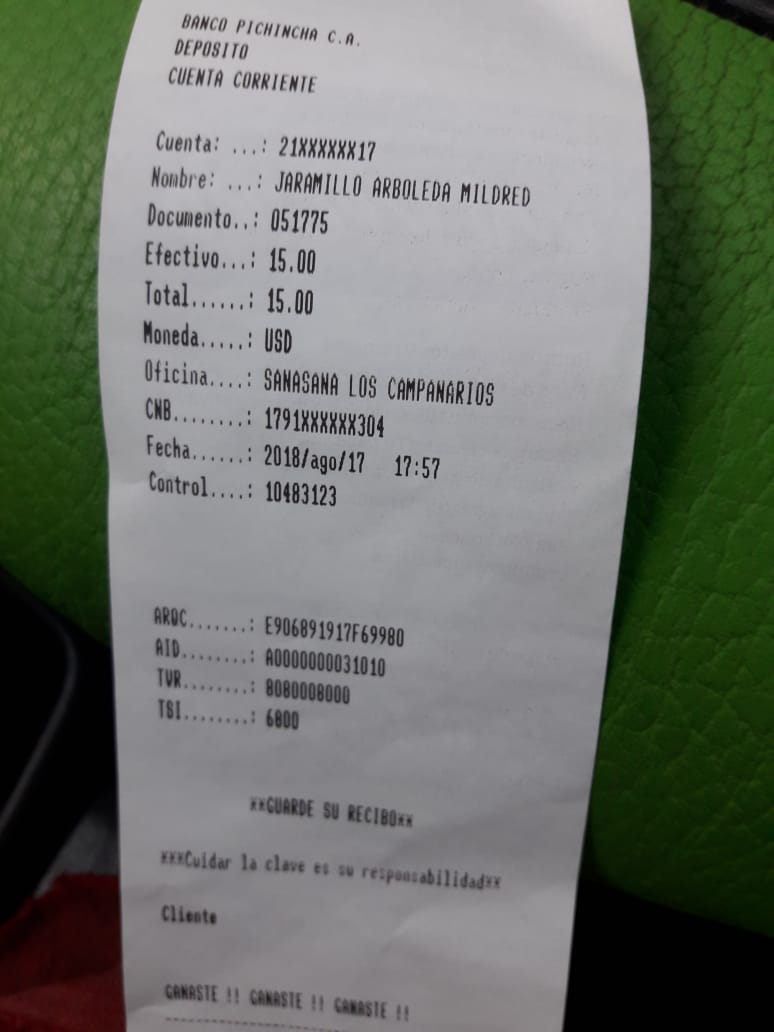 BANCO PICHINCHA C.A.
DEPOSITO
CUENTA CORRIENTE
Cuenta: ...: 21XXXXXX17
Nombre: ...: JARAMILLO ARBOLEDA MILDRED
Documento..: 051775
Efectivo...: 15.00
Total......: 15.00
Moneda.....: USD
Oficina....: SANASANA LOS CAMPANARIOS
CNB........: 1791XXXXXX304
Fecha......: 2018/ago/17 17:57
Control....: 10483123
ARQC.......: E906891917F69980
AID........: A0000000031010
TVR........: 8080008000
TSI........: 6800
**GUARDE SU RECIBO**
***Cuidar la clave es su responsabilidad**
Cliente
GANASTE !! GANASTE !! GANASTE !!